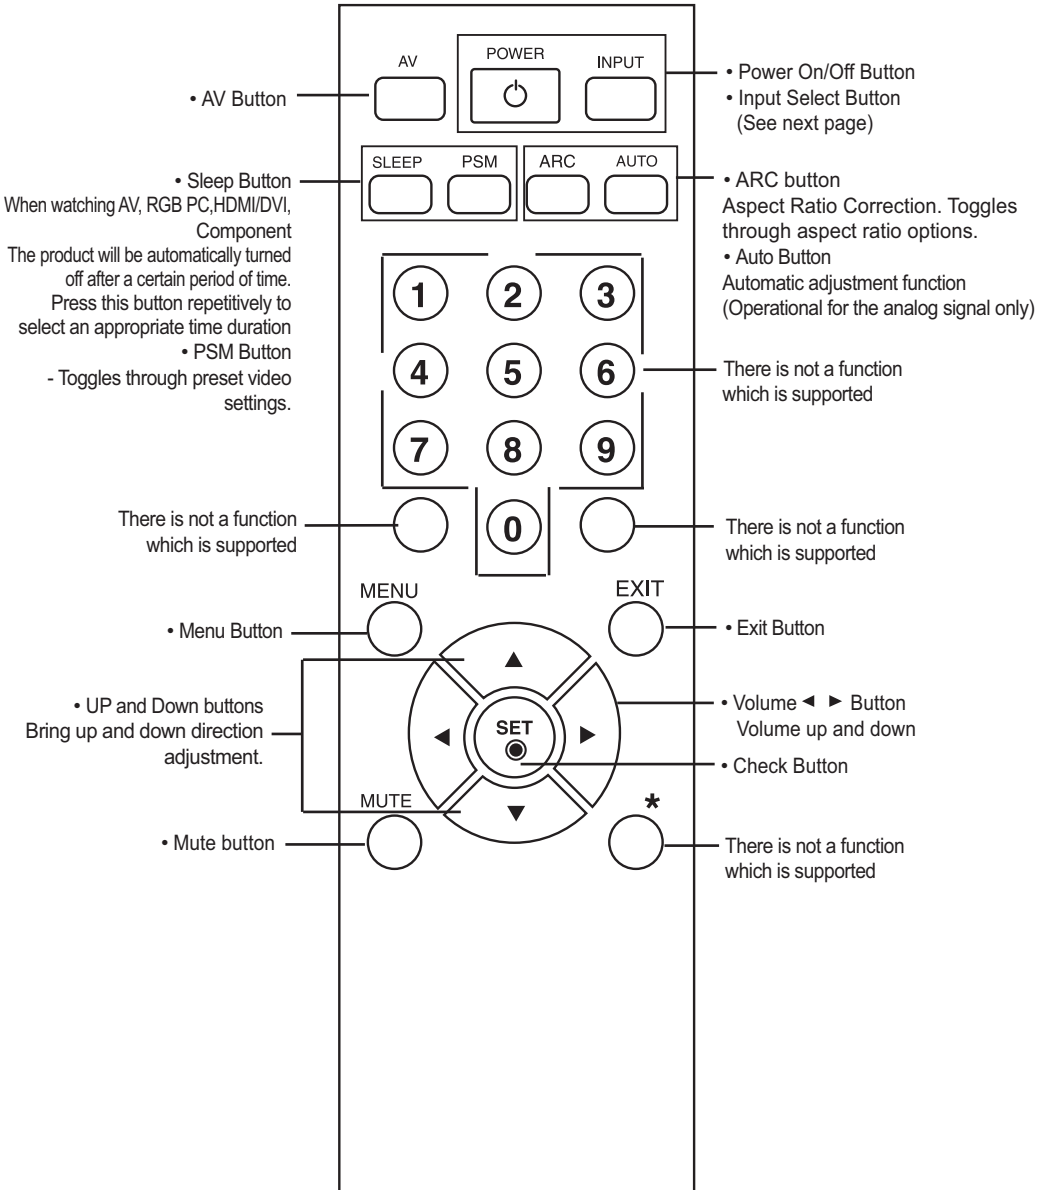 AV
POWER
INPUT
• AV Button
• Power On/Off Button
• Input Select Button
(See next page)
SLEEP
PSM
ARC
AUTO
• Sleep Button
When watching AV, RGB PC,HDMI/DVI,
Component
The product will be automatically turned
off after a certain period of time.
Press this button repetitively to
select an appropriate time duration
• PSM Button
- Toggles through preset video
settings.
• ARC button
Aspect Ratio Correction. Toggles
through aspect ratio options.
• Auto Button
Automatic adjustment function
(Operational for the analog signal only)
1
2
3
4
5
6
7
8
9
0
There is not a function
which is supported
There is not a function
which is supported
There is not a function
which is supported
MENU
EXIT
• Menu Button
• Exit Button
• UP and Down buttons
Bring up and down direction
adjustment.
▲
◄
SET
►
▼
• Volume ◄ ► Button
Volume up and down
• Check Button
MUTE
*
• Mute button
There is not a function
which is supported